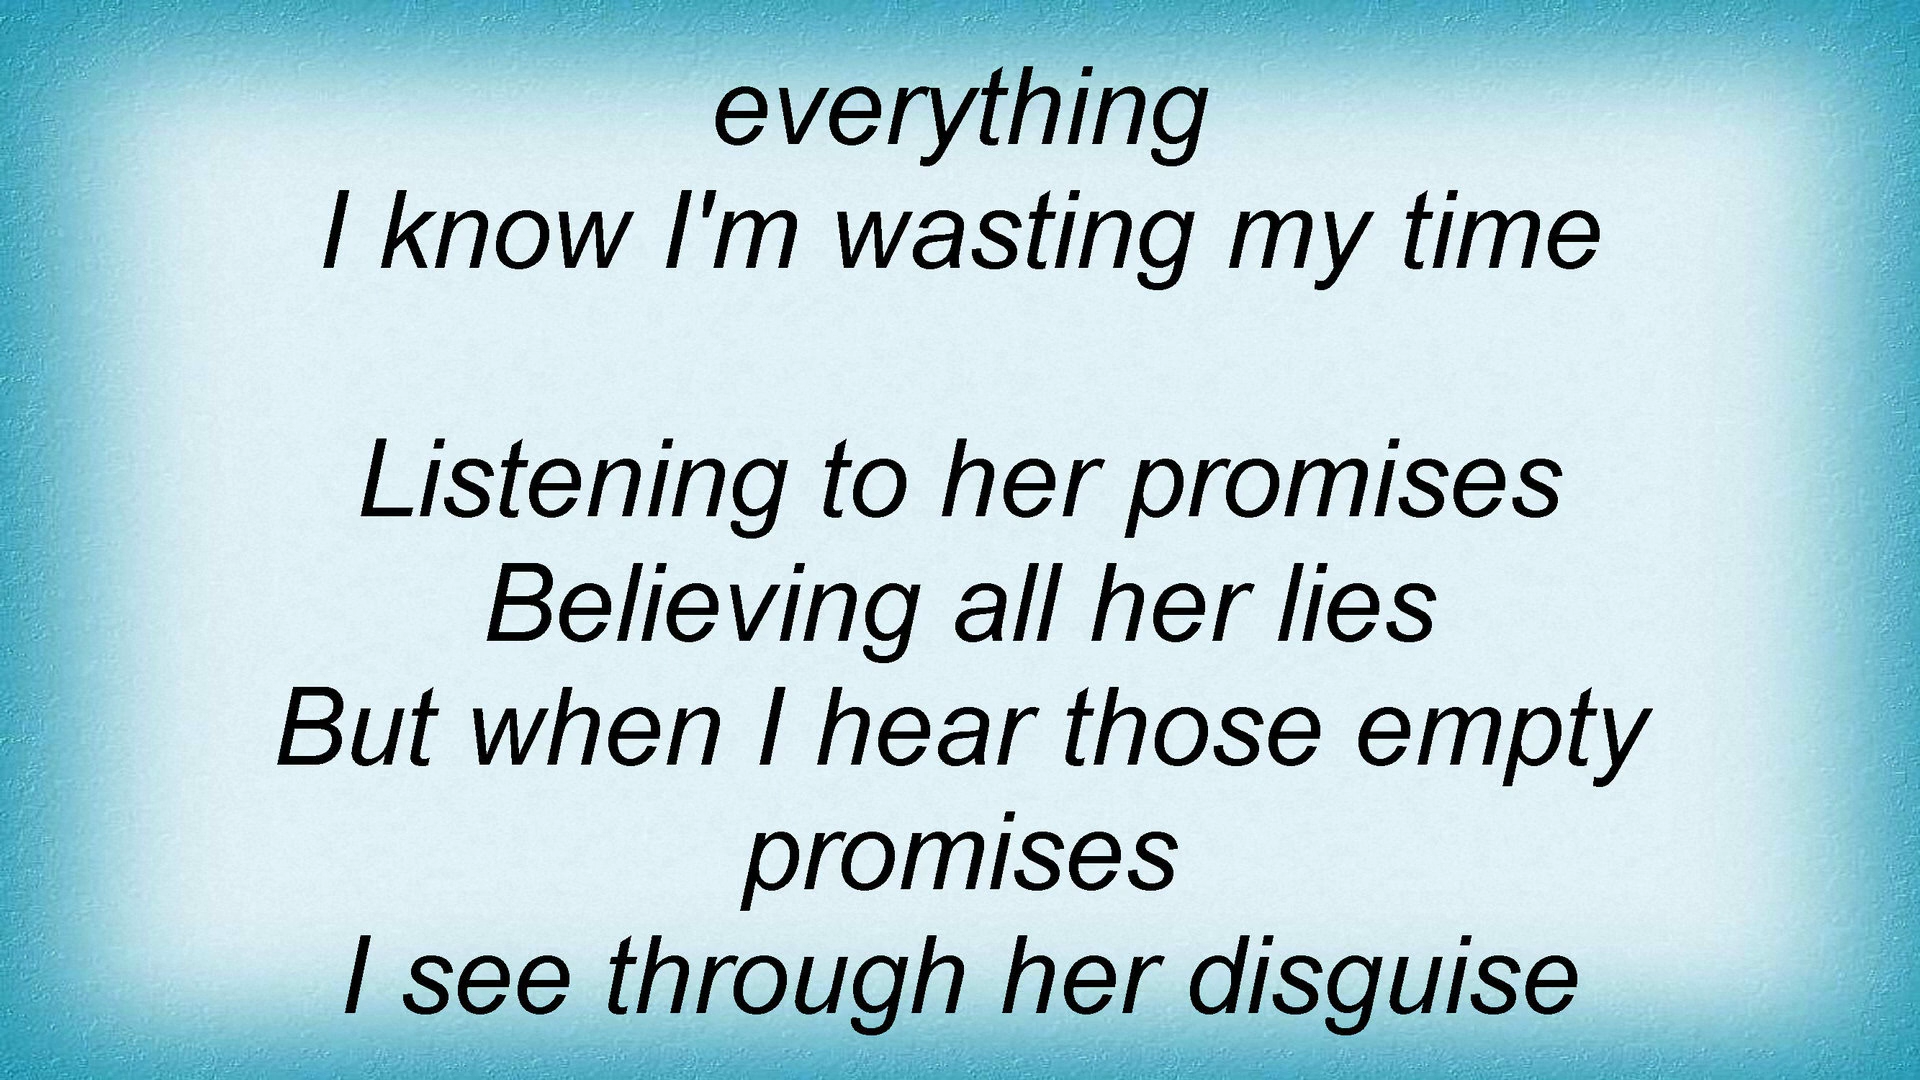 everything
I know I'm wasting my time
Listening to her promises
Believing all her lies
But when I hear those empty
promises
I see through her disguise